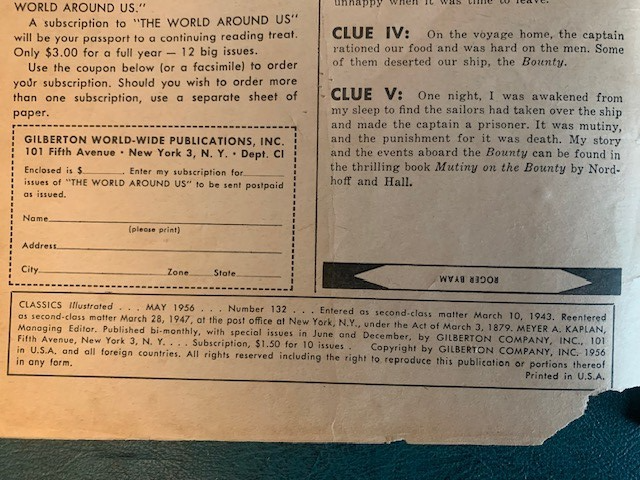 WORLD AROUND US."
A subscription to "THE WORLD AROUND US"
will be your passport to a continuing reading treat.
Only $3.00 for a full year — 12 big issues.
Use the coupon below (or a facsimile) to order
your subscription. Should you wish to order more
than one subscription, use a separate sheet of
paper.
GILBERTON WORLD-WIDE PUBLICATIONS, INC.
101 Fifth Avenue • New York 3, N. Y. • Dept. CI
Enclosed is $ Enter my subscription for
issues of "THE WORLD AROUND US" to be sent postpaid
as issued.
Name
(please print)
Address
City Zone State
unhappy when it was time to leave.
CLUE IV: On the voyage home, the captain
rationed our food and was hard on the men. Some
of them deserted our ship, the Bounty.
CLUE V: One night, I was awakened from
my sleep to find the sailors had taken over the ship
and made the captain a prisoner. It was mutiny,
and the punishment for it was death. My story
and the events aboard the Bounty can be found in
the thrilling book Mutiny on the Bounty by Nord-
hoff and Hall.
ROGER BYAM
CLASSICS Illustrated . . . MAY 1956 . . . Number 132 . . . Entered as second-class matter March 10, 1943. Reentered
as second-class matter March 28, 1947, at the post office at New York, N.Y., under the Act of March 3, 1879. MEYER A. KAPLAN,
Managing Editor. Published bi-monthly, with special issues in June and December, by GILBERTON COMPANY, INC., 101
Fifth Avenue, New York 3, N. Y. . . . Subscription, $1.50 for 10 issues . Copyright by GILBERTON COMPANY, INC. 1956
in U.S.A. and all foreign countries. All rights reserved including the right to reproduce this publication or portions thereof
in any form.
Printed in U.S.A.